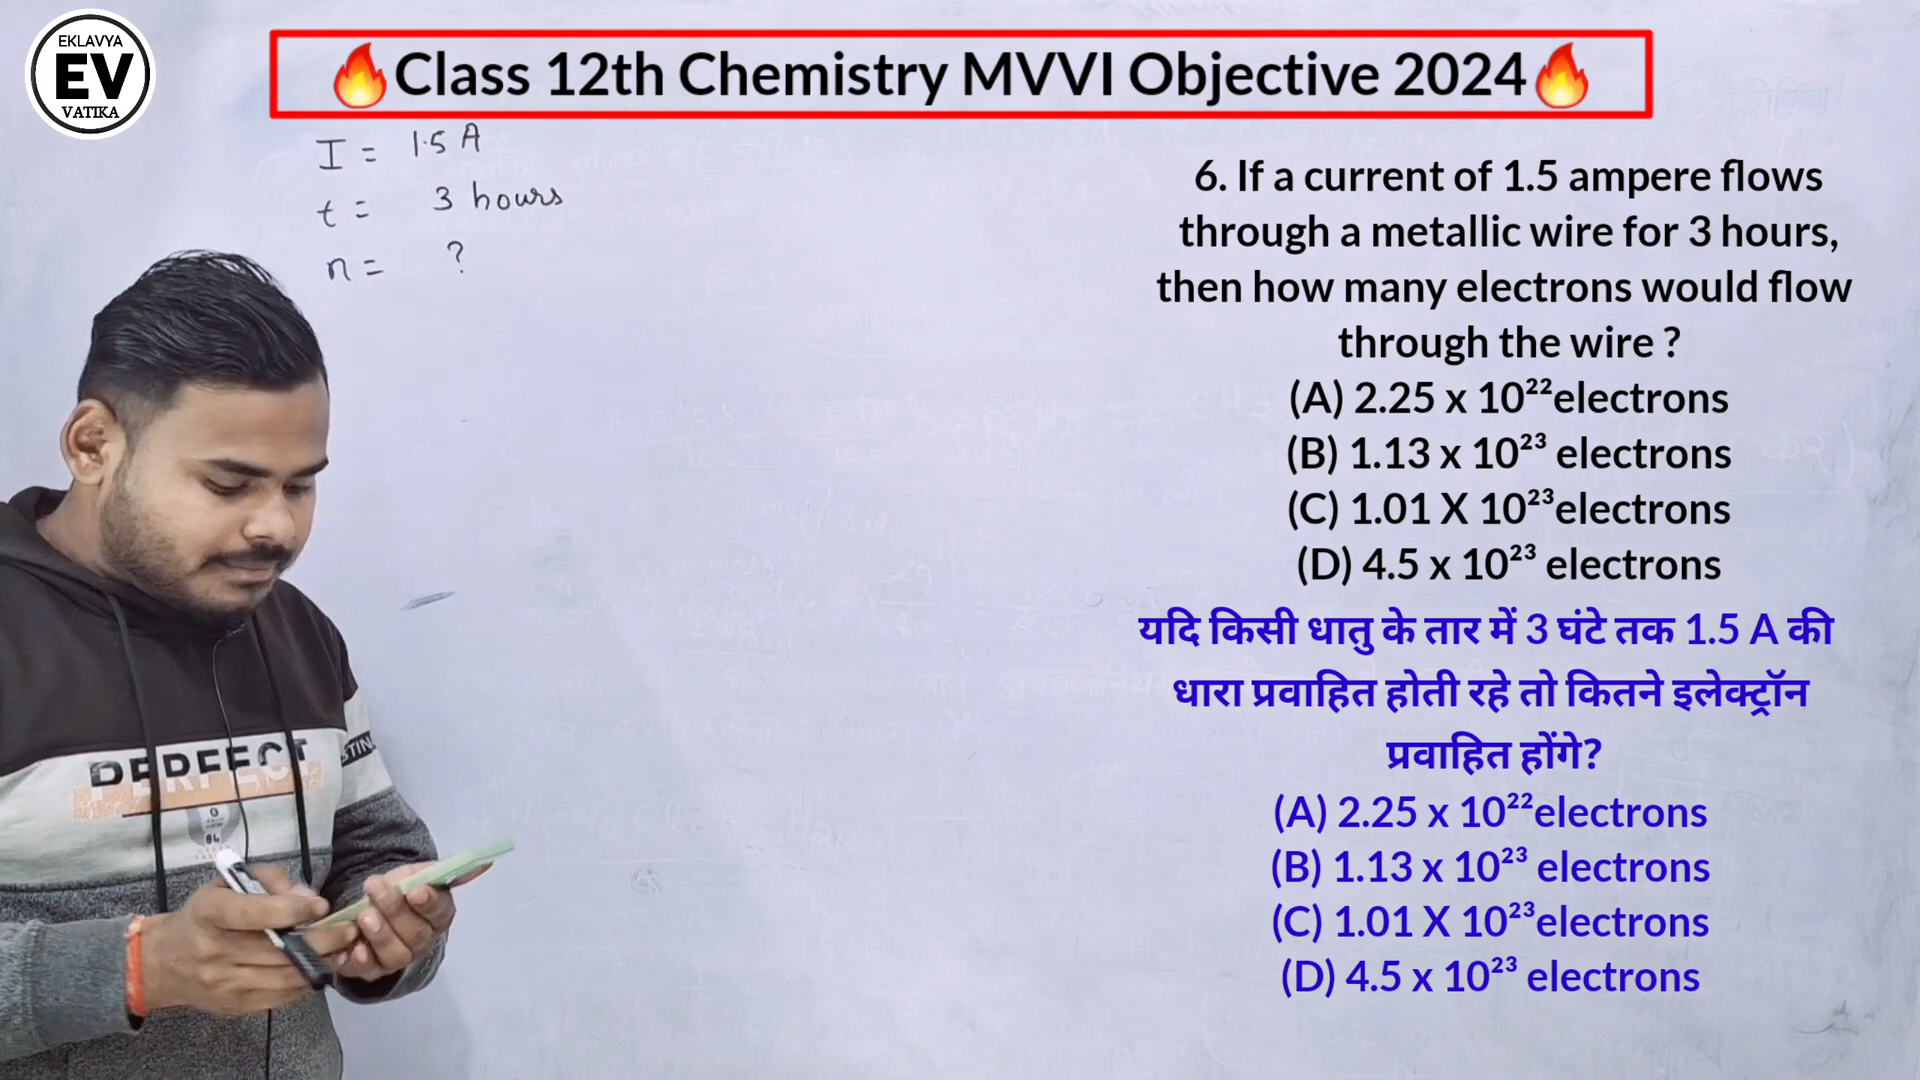 EKLAVYA
EV
VATIKA
🔥Class 12th Chemistry MVVI Objective 2024🔥
I = 1.5 A
t = 3 hours
n = ?
6. If a current of 1.5 ampere flows
through a metallic wire for 3 hours,
then how many electrons would flow
through the wire ?
(A) 2.25 x 10²²electrons
(B) 1.13 x 10²³ electrons
(C) 1.01 X 10²³electrons
(D) 4.5 x 10²³ electrons
यदि किसी धातु के तार में 3 घंटे तक 1.5 A की
धारा प्रवाहित होती रहे तो कितने इलेक्ट्रॉन
प्रवाहित होंगे?
(A) 2.25 x 10²²electrons
(B) 1.13 x 10²³ electrons
(C) 1.01 X 10²³electrons
(D) 4.5 x 10²³ electrons
PERFECT